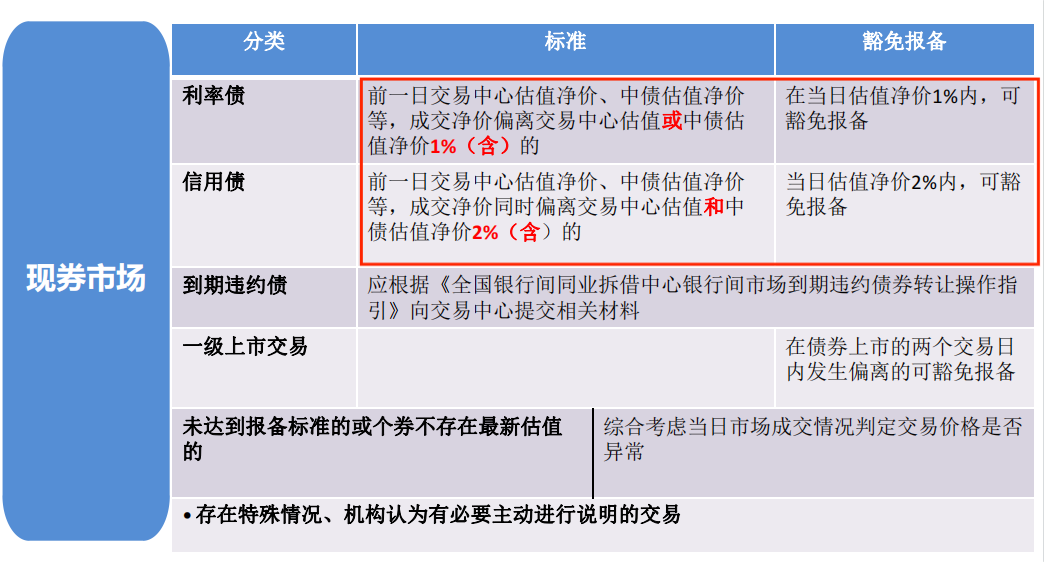 现券市场
分类
标准
豁免报备
利率债
前一日交易中心估值净价、中债估值净价
等，成交净价偏离交易中心估值或中债估
值净价1%（含）的
在当日估值净价1%内，可
豁免报备
信用债
前一日交易中心估值净价、中债估值净价
等，成交净价同时偏离交易中心估值和中
债估值净价2%（含）的
当日估值净价2%内，可豁
免报备
到期违约债
应根据《全国银行间同业拆借中心银行间市场到期违约债券转让操作指
引》向交易中心提交相关材料
一级上市交易
在债券上市的两个交易日
内发生偏离的可豁免报备
未达到报备标准的或个券不存在最新估值
的
综合考虑当日市场成交情况判定交易价格是否
异常
• 存在特殊情况、机构认为有必要主动进行说明的交易